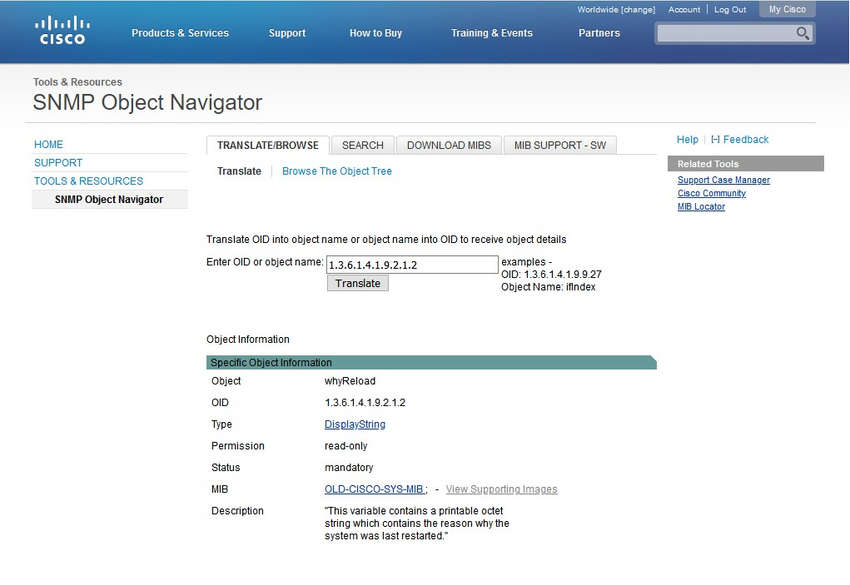 Worldwide [change] Account Log Out My Cisco
CISCO
Products & Services Support How to Buy Training & Events Partners
Tools & Resources
SNMP Object Navigator
HOME
SUPPORT
TOOLS & RESOURCES
SNMP Object Navigator
TRANSLATE/BROWSE SEARCH DOWNLOAD MIBS MIB SUPPORT - SW
Translate Browse The Object Tree
Help [-] Feedback
Related Tools
Support Case Manager
Cisco Community
MIB Locator
Translate OID into object name or object name into OID to receive object details
Enter OID or object name: 1.3.6.1.4.1.9.2.1.2 examples -
OID: 1.3.6.1.4.1.9.9.27
Translate
Object Name: ifIndex
Object Information
Specific Object Information
Object whyReload
OID 1.3.6.1.4.1.9.2.1.2
Type DisplayString
Permission read-only
Status mandatory
MIB OLD-CISCO-SYS-MIB ; - View Supporting Images
Description "This variable contains a printable octet
string which contains the reason why the
system was last restarted."